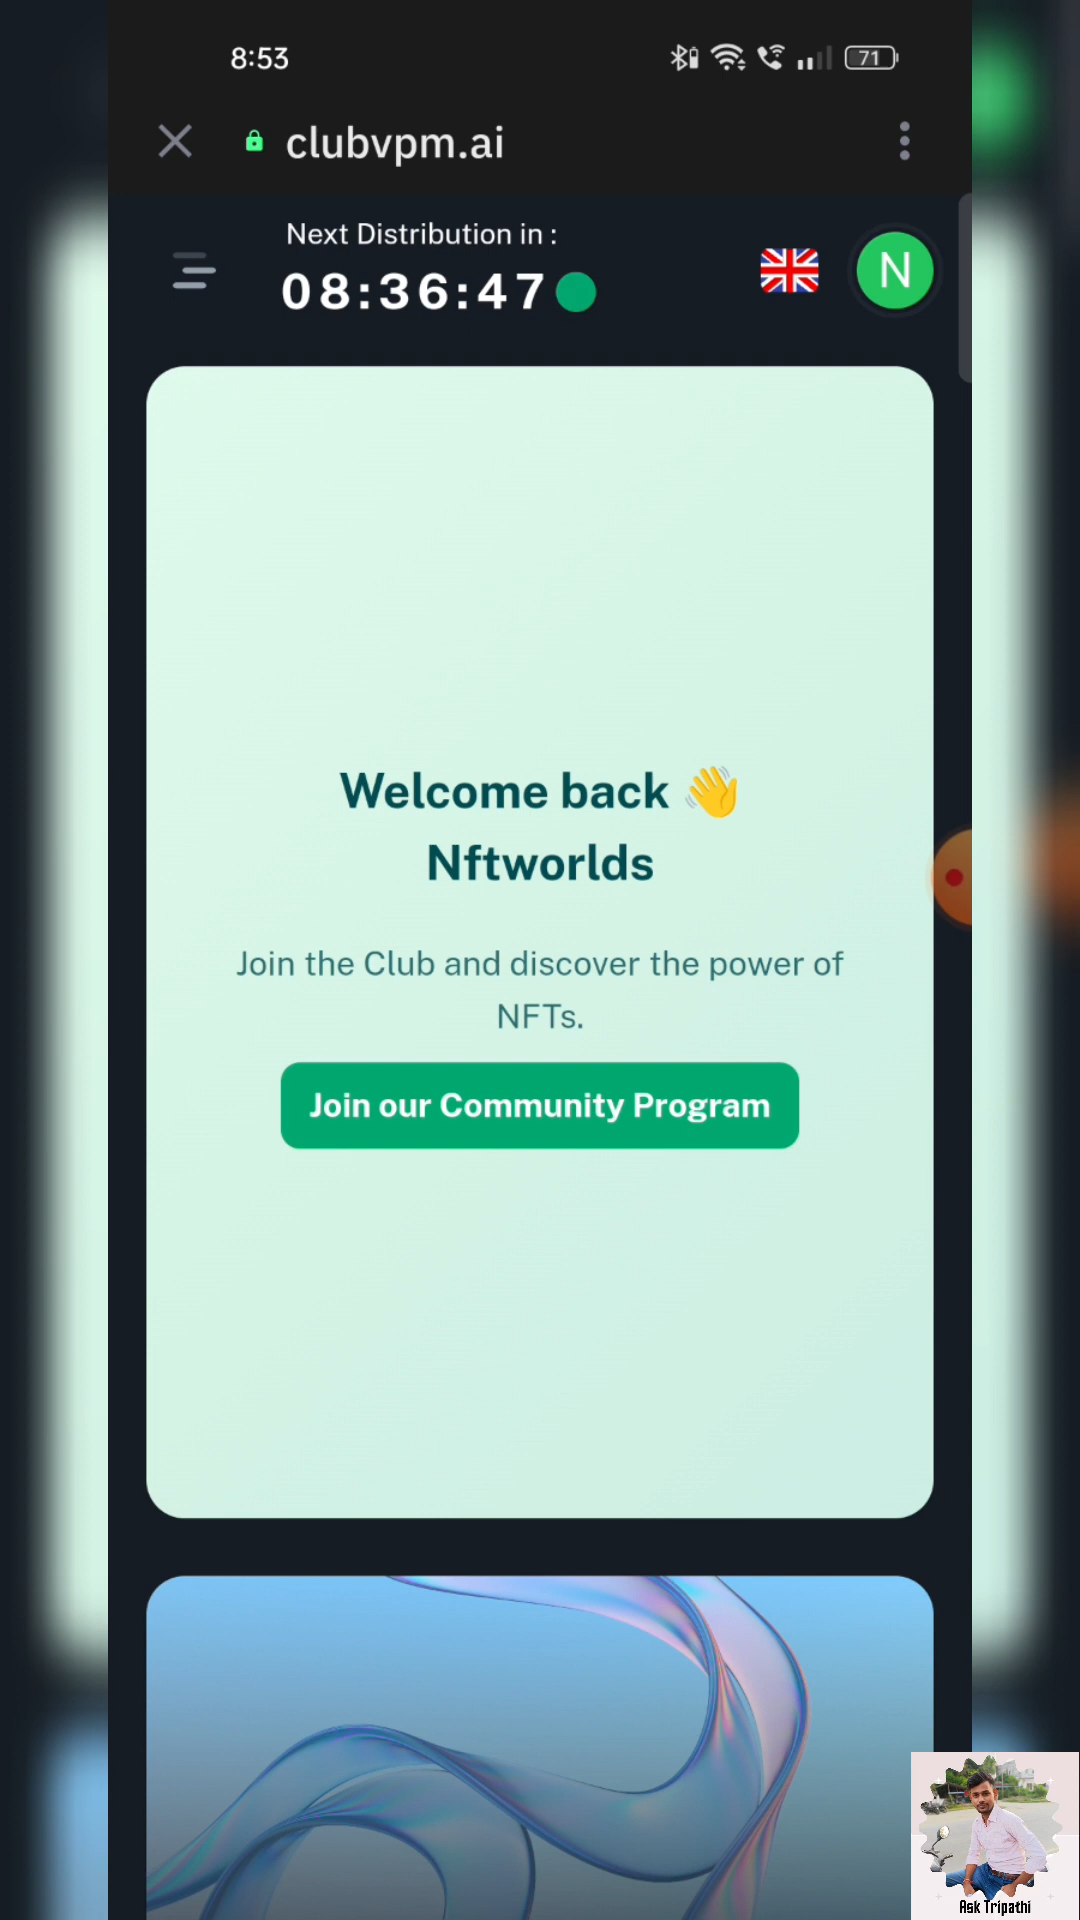 8:53
71
clubvpm.ai
Next Distribution in :
08:36:47
N
Welcome back 👋
Nftworlds
Join the Club and discover the power of
NFTs.
Join our Community Program
Ask Tripathi